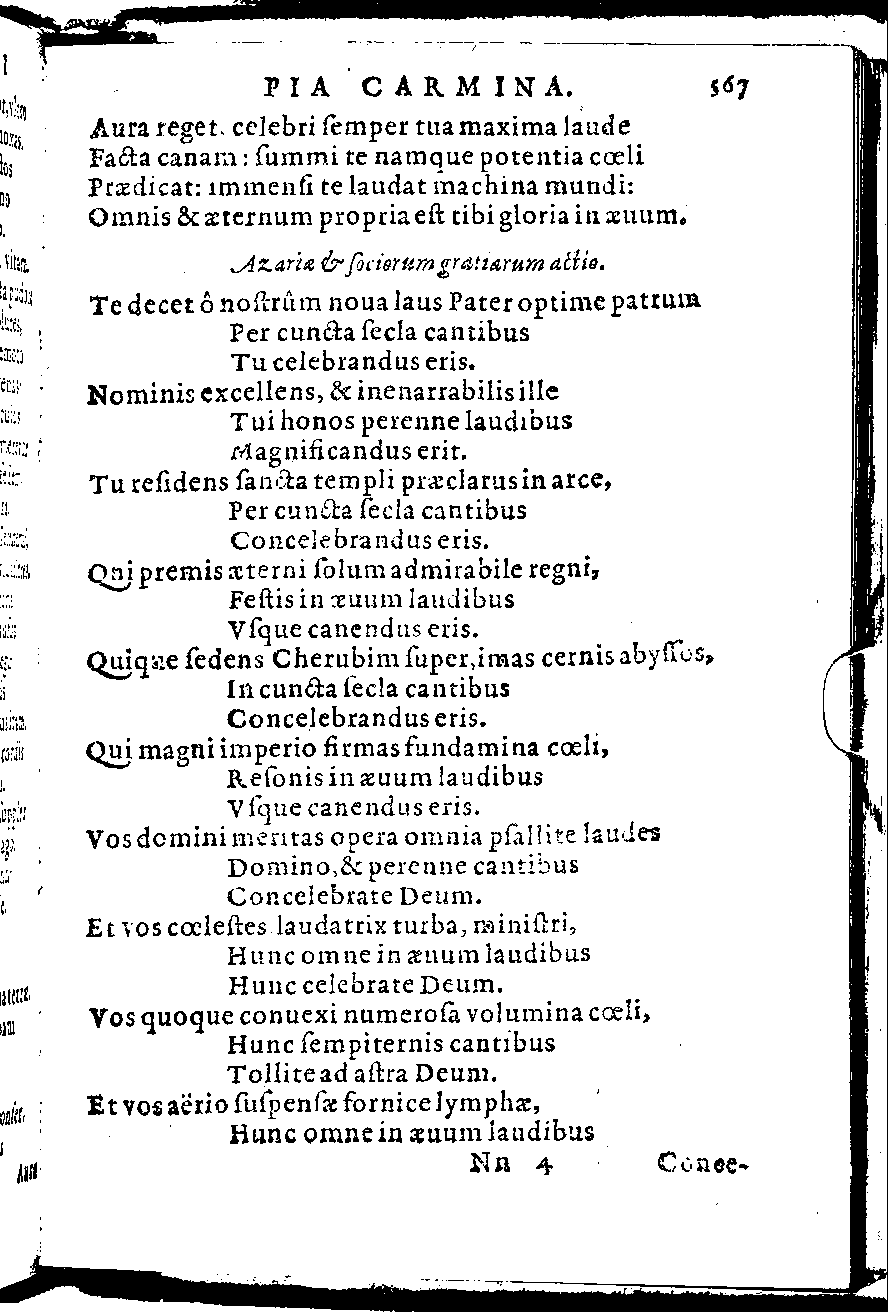 PIA CARMINA. 567
Aura reget. celebri ſemper tua maxima laude
Facta canam: ſummi te namque potentia cœli
Prædicat: immenſi te laudat machina mundi:
Omnis & æternum propria eſt tibi gloria in æuum.
Azariæ & ſociorum gratiarum actio.
Te decet ô noſtrûm noua laus Pater optime patrum
Per cuncta ſecla cantibus
Tu celebrandus eris.
Nominis excellens, & inenarrabilis ille
Tui honos perenne laudibus
Magnificandus erit.
Tu reſidens ſancta templi præclarus in arce,
Per cuncta ſecla cantibus
Concelebrandus eris.
Qni premis æterni ſolum admirabile regni,
Feſtis in æuum laudibus
Vſque canendus eris.
Quique ſedens Cherubim ſuper, imas cernis abyſſos,
In cuncta ſecla cantibus
Concelebrandus eris.
Qui magni imperio firmas fundamina cœli,
Reſonis in æuum laudibus
Vſque canendus eris.
Vos domini meritas opera omnia pſallite laudes
Domino, & perenne cantibus
Concelebrate Deum.
Et vos cœleſtes laudatrix turba, miniſtri,
Hunc omne in æuum laudibus
Hunc celebrate Deum.
Vos quoque conuexi numeroſa volumina cœli,
Hunc ſempiternis cantibus
Tollite ad aſtra Deum.
Et vos aërio ſuſpenſæ fornice lymphæ,
Hunc omne in æuum laudibus
Nn 4 Conce-